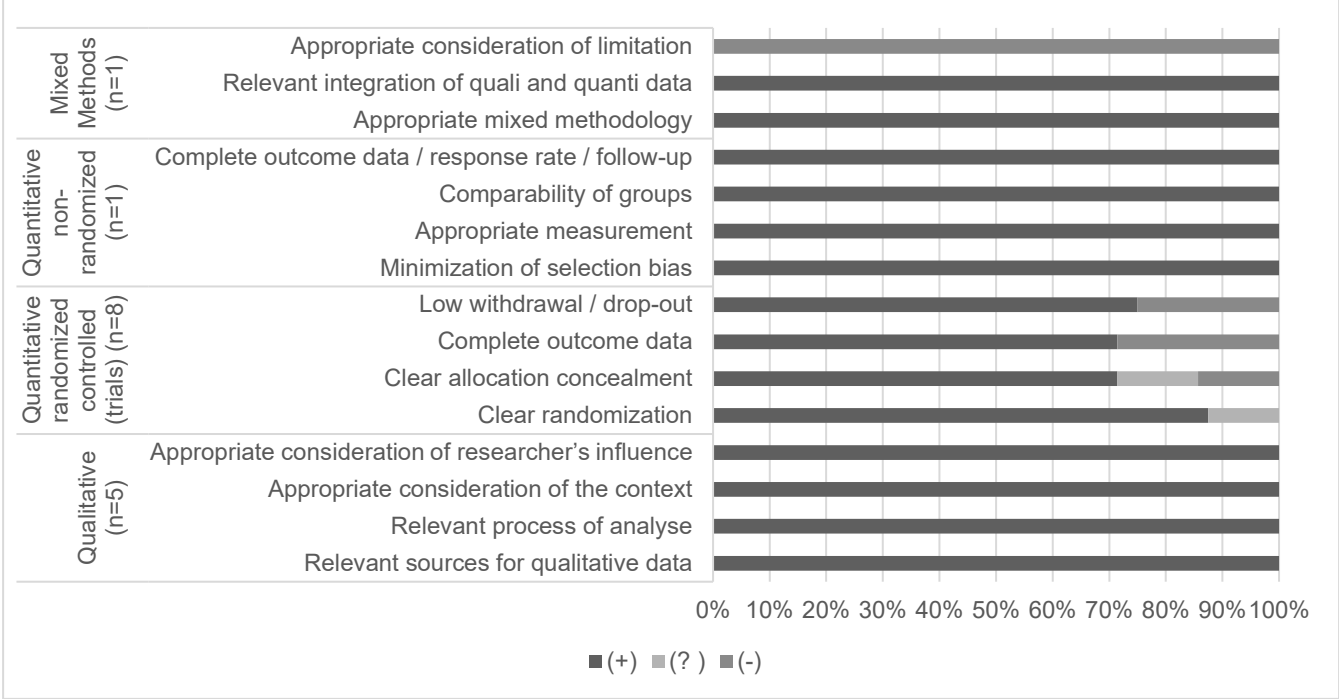 Mixed
Methods
(n=1)
Appropriate consideration of limitation
Relevant integration of quali and quanti data
Appropriate mixed methodology
Quantitative
non-
randomized
(n=1)
Complete outcome data / response rate / follow-up
Comparability of groups
Appropriate measurement
Minimization of selection bias
Quantitative
randomized
controlled
(trials) (n=8)
Low withdrawal / drop-out
Complete outcome data
Clear allocation concealment
Clear randomization
Qualitative
(n=5)
Appropriate consideration of researcher’s influence
Appropriate consideration of the context
Relevant process of analyse
Relevant sources for qualitative data
0% 10% 20% 30% 40% 50% 60% 70% 80% 90% 100%
(+) (? ) (-)